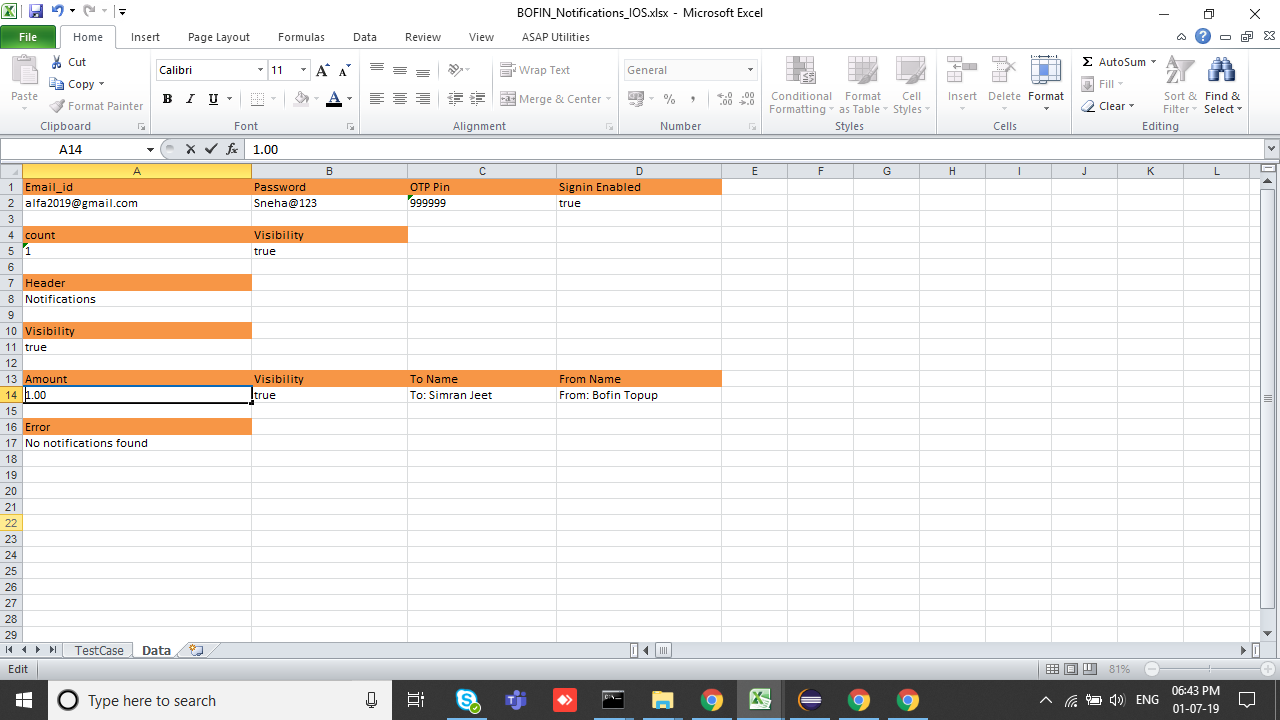 BOFIN_Notifications_IOS.xlsx - Microsoft Excel
File Home Insert Page Layout Formulas Data Review View ASAP Utilities
Paste Cut Copy Format Painter Clipboard
Calibri 11 A A B I U A Font
Wrap Text Merge & Center Alignment
General % , .00 .0 Number
Conditional Formatting Format as Table Cell Styles Styles
Insert Delete Format Cells
Σ AutoSum Fill Clear Sort & Filter Find & Select Editing
A14 fx 1.00
A B C D E F G H I J K L
1 Email_id Password OTP Pin Signin Enabled
2 alfa2019@gmail.com Sneha@123 999999 true
3
4 count Visibility
5 1 true
6
7 Header
8 Notifications
9
10 Visibility
11 true
12
13 Amount Visibility To Name From Name
14 1.00 true To: Simran Jeet From: Bofin Topup
15
16 Error
17 No notifications found
18
19
20
21
22
23
24
25
26
27
28
29
TestCase Data
Edit 81%
Type here to search ENG 06:43 PM
01-07-19